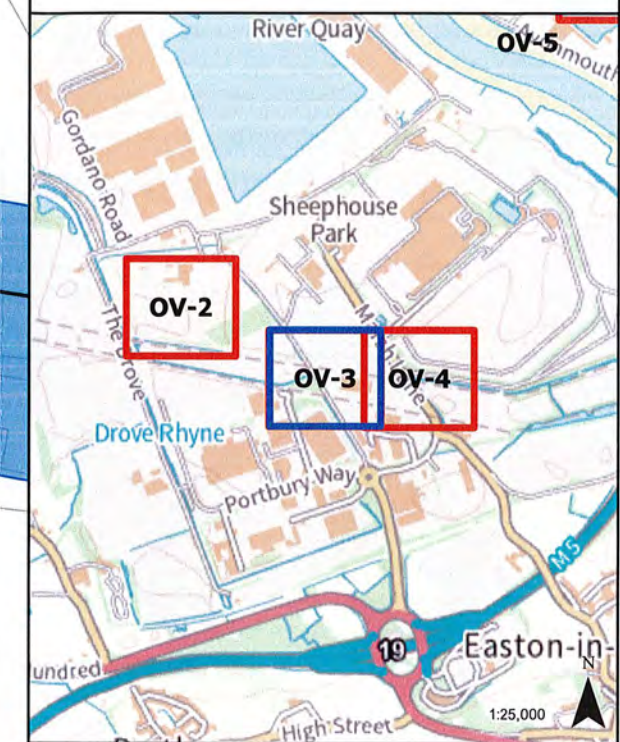 River Quay
OV-5
Gordano Road
Sheephouse
Park
OV-2
The Drove
OV-3
OV-4
Drove Rhyne
Portbury Way
M 5
19
Easton-in-
N
undred
1:25,000
High Street